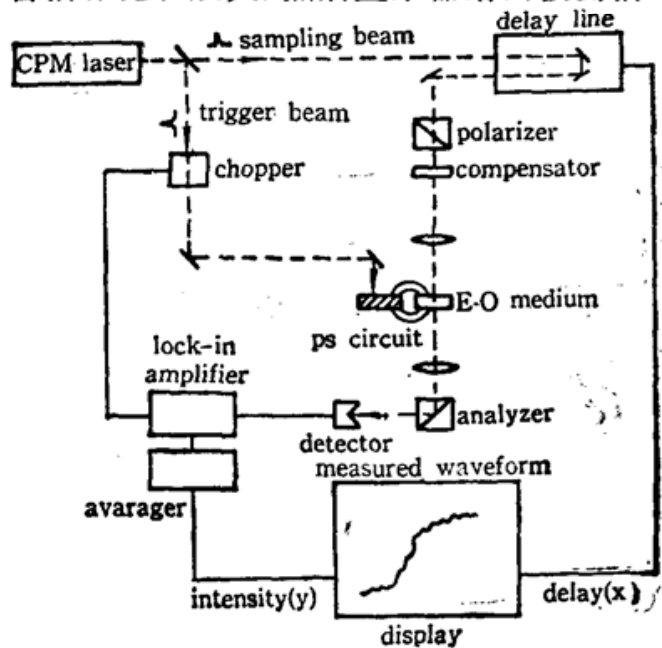 delay line
sampling beam
CPM laser
trigger beam
polarizer
chopper
compensator
E-O medium
ps circuit
lock-in
amplifier
analyzer
detector
measured waveform
avarager
intensity(y)
delay(x)
display